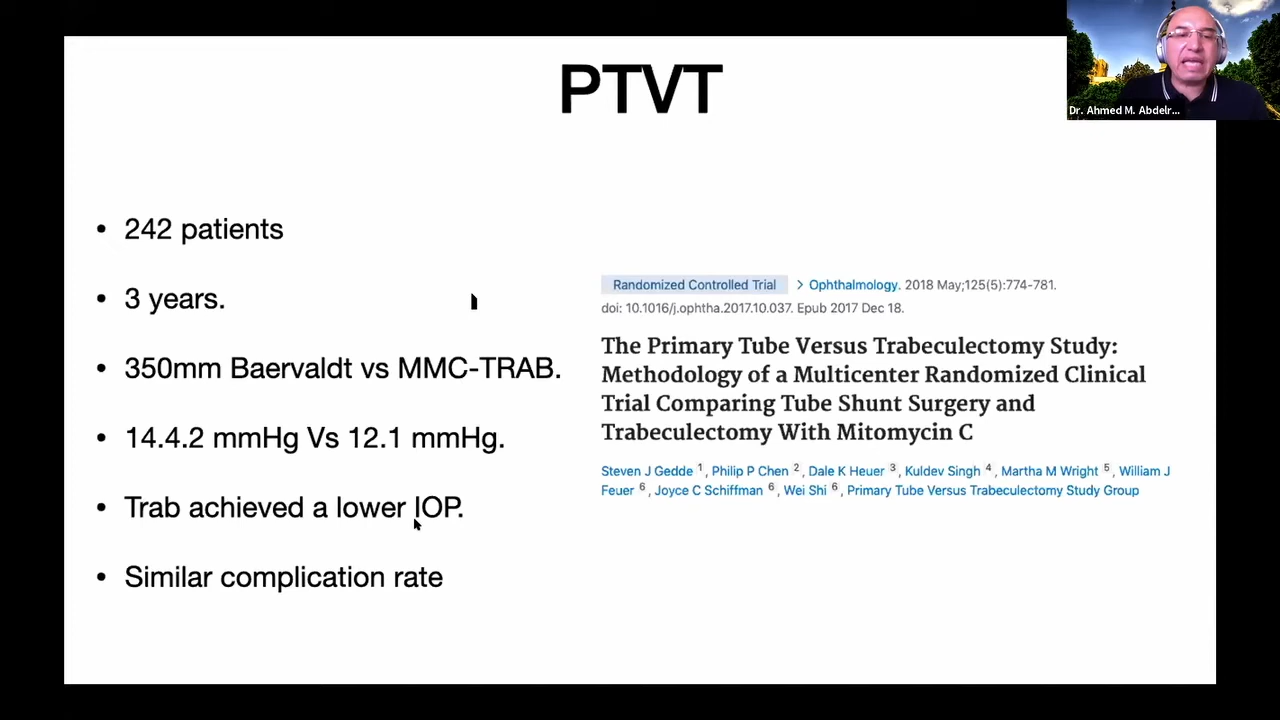 PTVT
Dr. Ahmed M. Abdelr...
• 242 patients
• 3 years.
• 350mm Baervaldt vs MMC-TRAB.
• 14.4.2 mmHg Vs 12.1 mmHg.
• Trab achieved a lower IOP.
• Similar complication rate
Randomized Controlled Trial > Ophthalmology. 2018 May;125(5):774-781.
doi: 10.1016/j.ophtha.2017.10.037. Epub 2017 Dec 18.
The Primary Tube Versus Trabeculectomy Study:
Methodology of a Multicenter Randomized Clinical
Trial Comparing Tube Shunt Surgery and
Trabeculectomy With Mitomycin C
Steven J Gedde 1, Philip P Chen 2, Dale K Heuer 3, Kuldev Singh 4, Martha M Wright 5, William J
Feuer 6, Joyce C Schiffman 6, Wei Shi 6, Primary Tube Versus Trabeculectomy Study Group